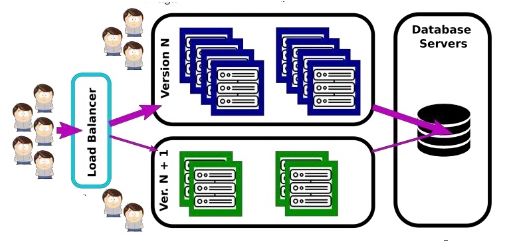 Load Balancer
Version N
Ver. N + 1
Database
Servers